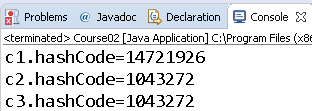 Problems @ Javadoc Declaration Console
<terminated> Course02 [Java Application] C:\Program Files (x86
c1.hashCode=14721926
c2.hashCode=1043272
c3.hashCode=1043272